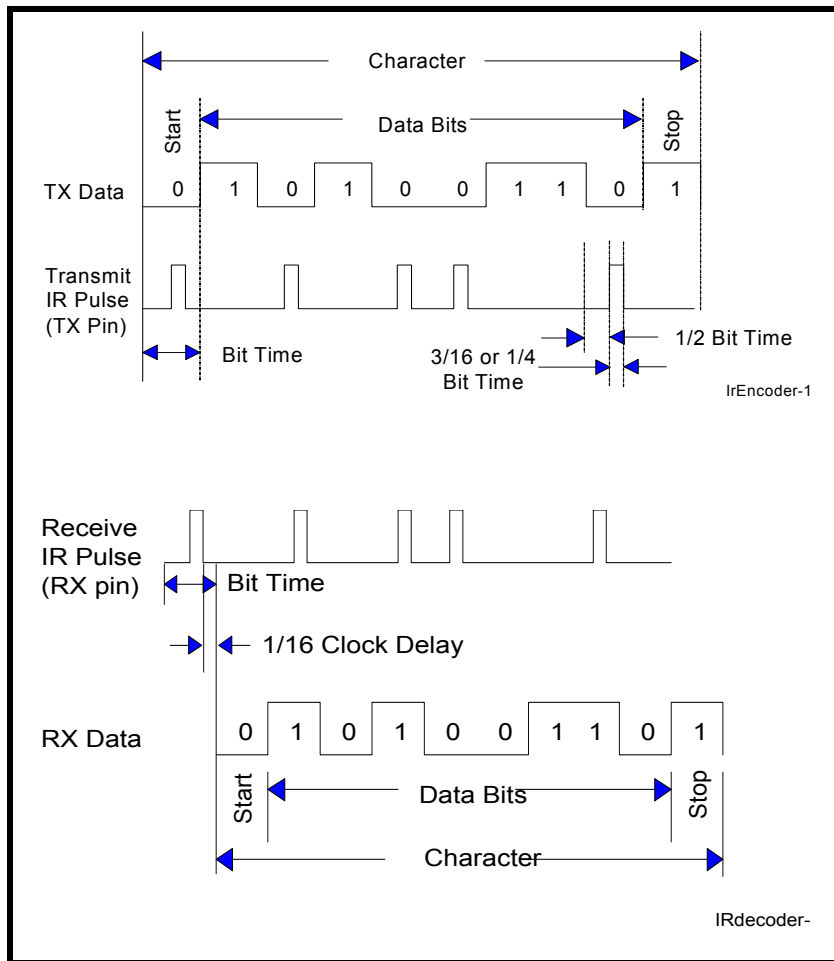 Character
Start
Data Bits
Stop
TX Data
0 1 0 1 0 0 1 1 0 1
Transmit
IR Pulse
(TX Pin)
Bit Time
1/2 Bit Time
3/16 or 1/4
Bit Time
IrEncoder-1
Receive
IR Pulse
(RX pin)
Bit Time
1/16 Clock Delay
RX Data
0 1 0 1 0 0 1 1 0 1
Start
Data Bits
Stop
Character
IRdecoder-